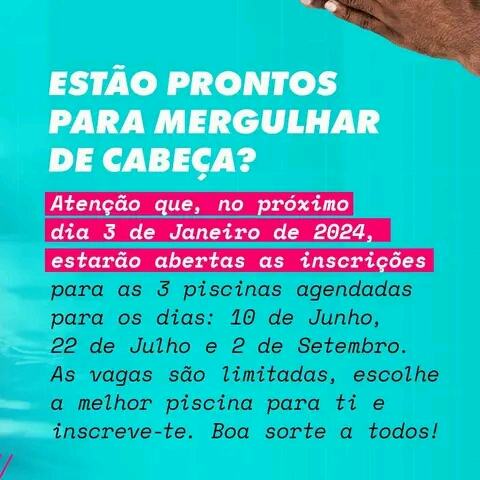 ESTÃO PRONTOS
PARA MERGULHAR
DE CABEÇA?
Atenção que, no próximo
dia 3 de Janeiro de 2024,
estarão abertas as inscrições
para as 3 piscinas agendadas
para os dias: 10 de Junho,
22 de Julho e 2 de Setembro.
As vagas são limitadas, escolhe
a melhor piscina para ti e
inscreve-te. Boa sorte a todos!